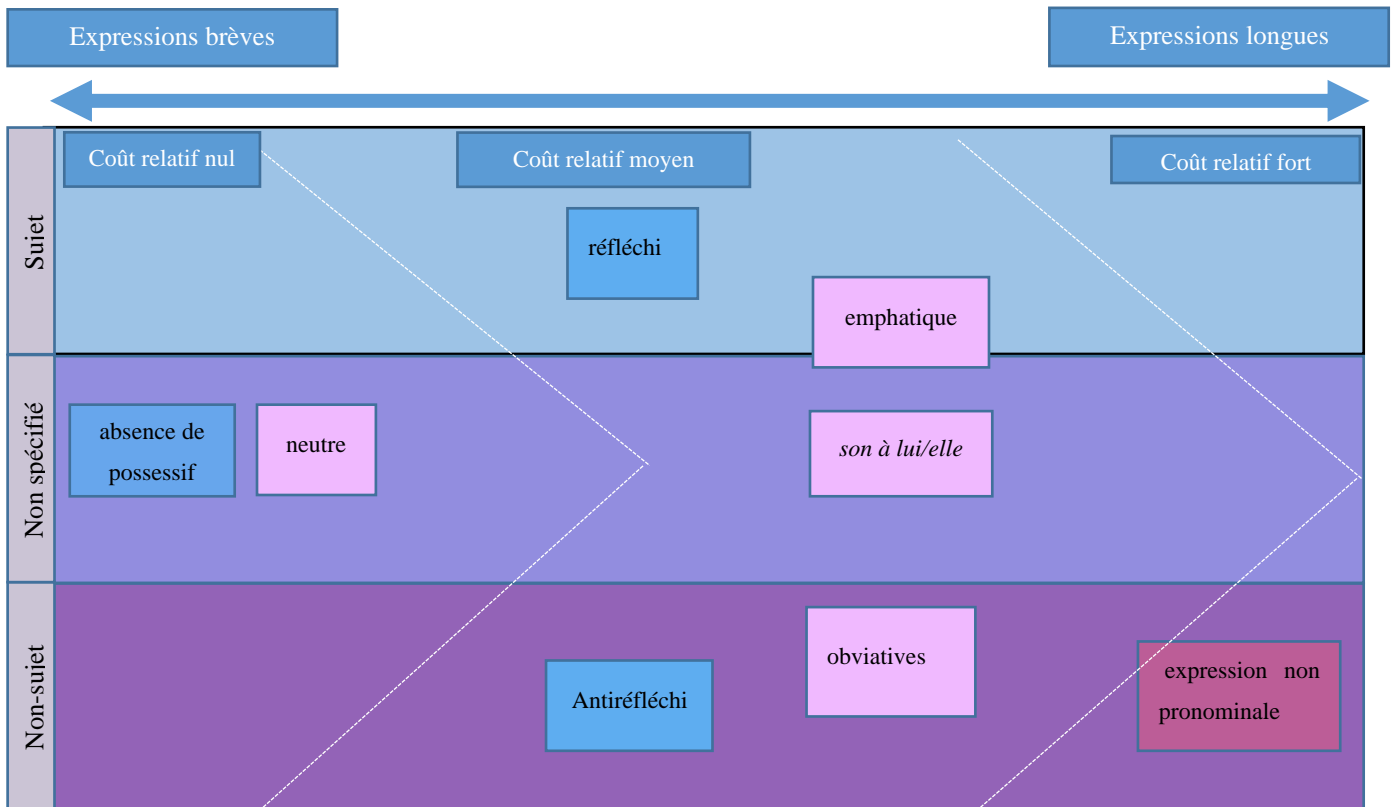 Expressions brèves
Expressions longues
Coût relatif nul
Coût relatif moyen
Coût relatif fort
Sujet
réfléchi
emphatique
Non spécifié
absence de
possessif
neutre
son à lui/elle
Non-sujet
Antiréfléchi
obviatives
expression non
pronominale